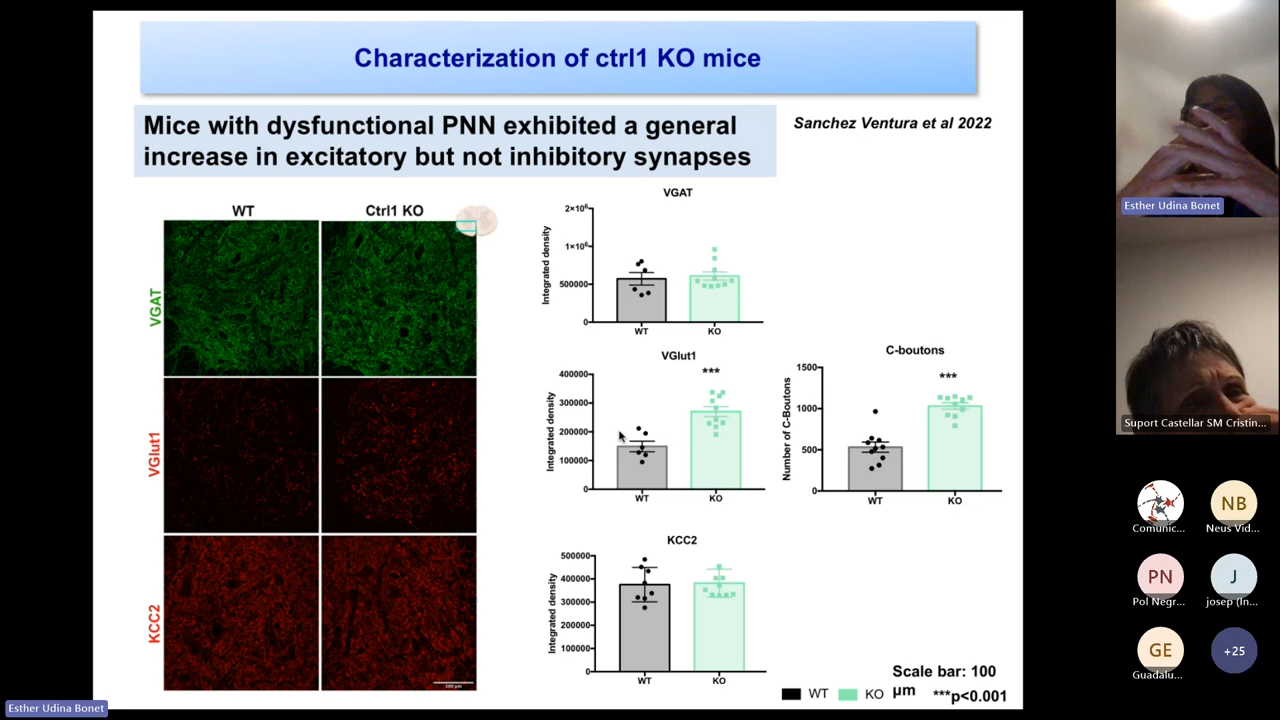 Characterization of ctrl1 KO mice
Mice with dysfunctional PNN exhibited a general
increase in excitatory but not inhibitory synapses
Sanchez Ventura et al 2022
WT
Ctrl1 KO
VGAT
VGlut1
KCC2
100 µm
VGAT
Integrated density
2×10⁶
1×10⁶
500000
0
WT
KO
VGlut1
***
Integrated density
400000
300000
200000
100000
0
WT
KO
C-boutons
***
Number of C-Boutons
1500
1000
500
0
WT
KO
KCC2
Integrated density
500000
400000
300000
200000
100000
0
WT
KO
Scale bar: 100
µm
WT
KO
***p<0.001
Esther Udina Bonet
Esther Udina Bonet
Suport Castellar SM Cristin...
Comunic...
NB
Neus Vid...
PN
Pol Negr...
J
josep (In...
GE
Guadalu...
+25